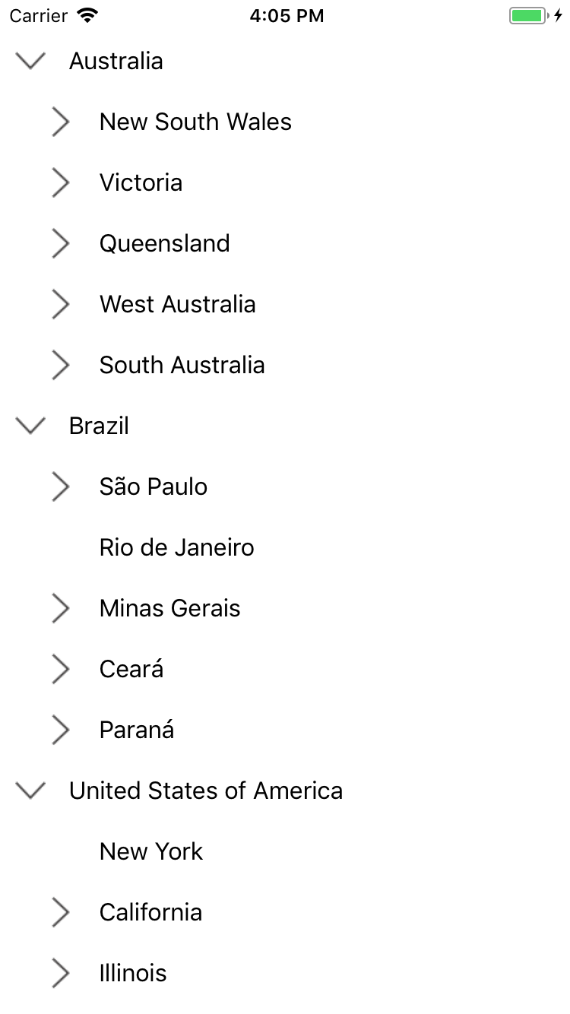 Carrier 4:05 PM
Australia
New South Wales
Victoria
Queensland
West Australia
South Australia
Brazil
São Paulo
Rio de Janeiro
Minas Gerais
Ceará
Paraná
United States of America
New York
California
Illinois